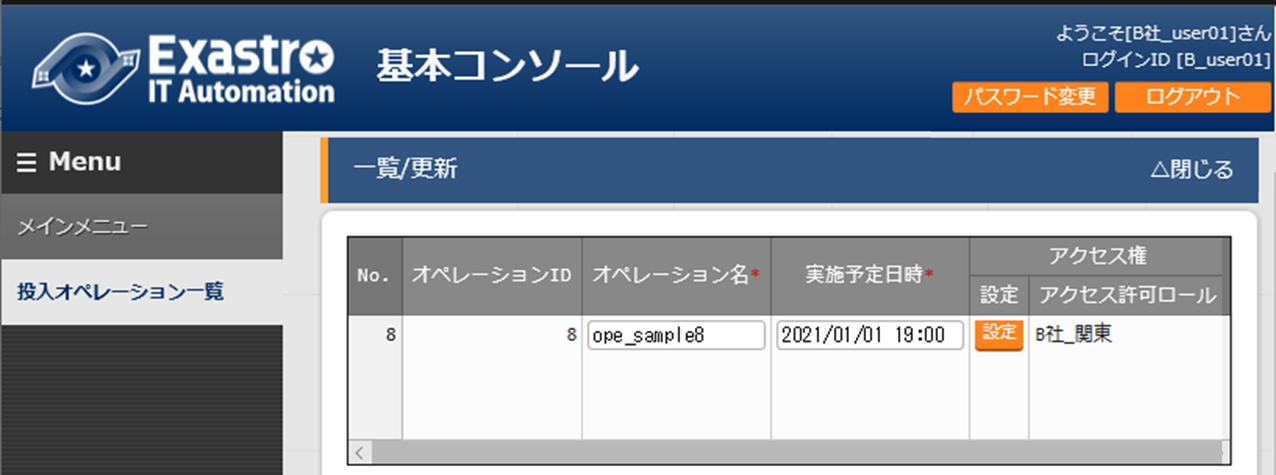 Exastro
IT Automation
基本コンソール
ようこそ[B社_user01]さん
ログインID [B_user01]
パスワード変更 ログアウト
☰ Menu
メインメニュー
投入オペレーション一覧
一覧/更新 △閉じる
No. オペレーションID オペレーション名* 実施予定日時* アクセス権
設定 アクセス許可ロール
8 8 ope_sample8 2021/01/01 19:00 設定 B社_関東